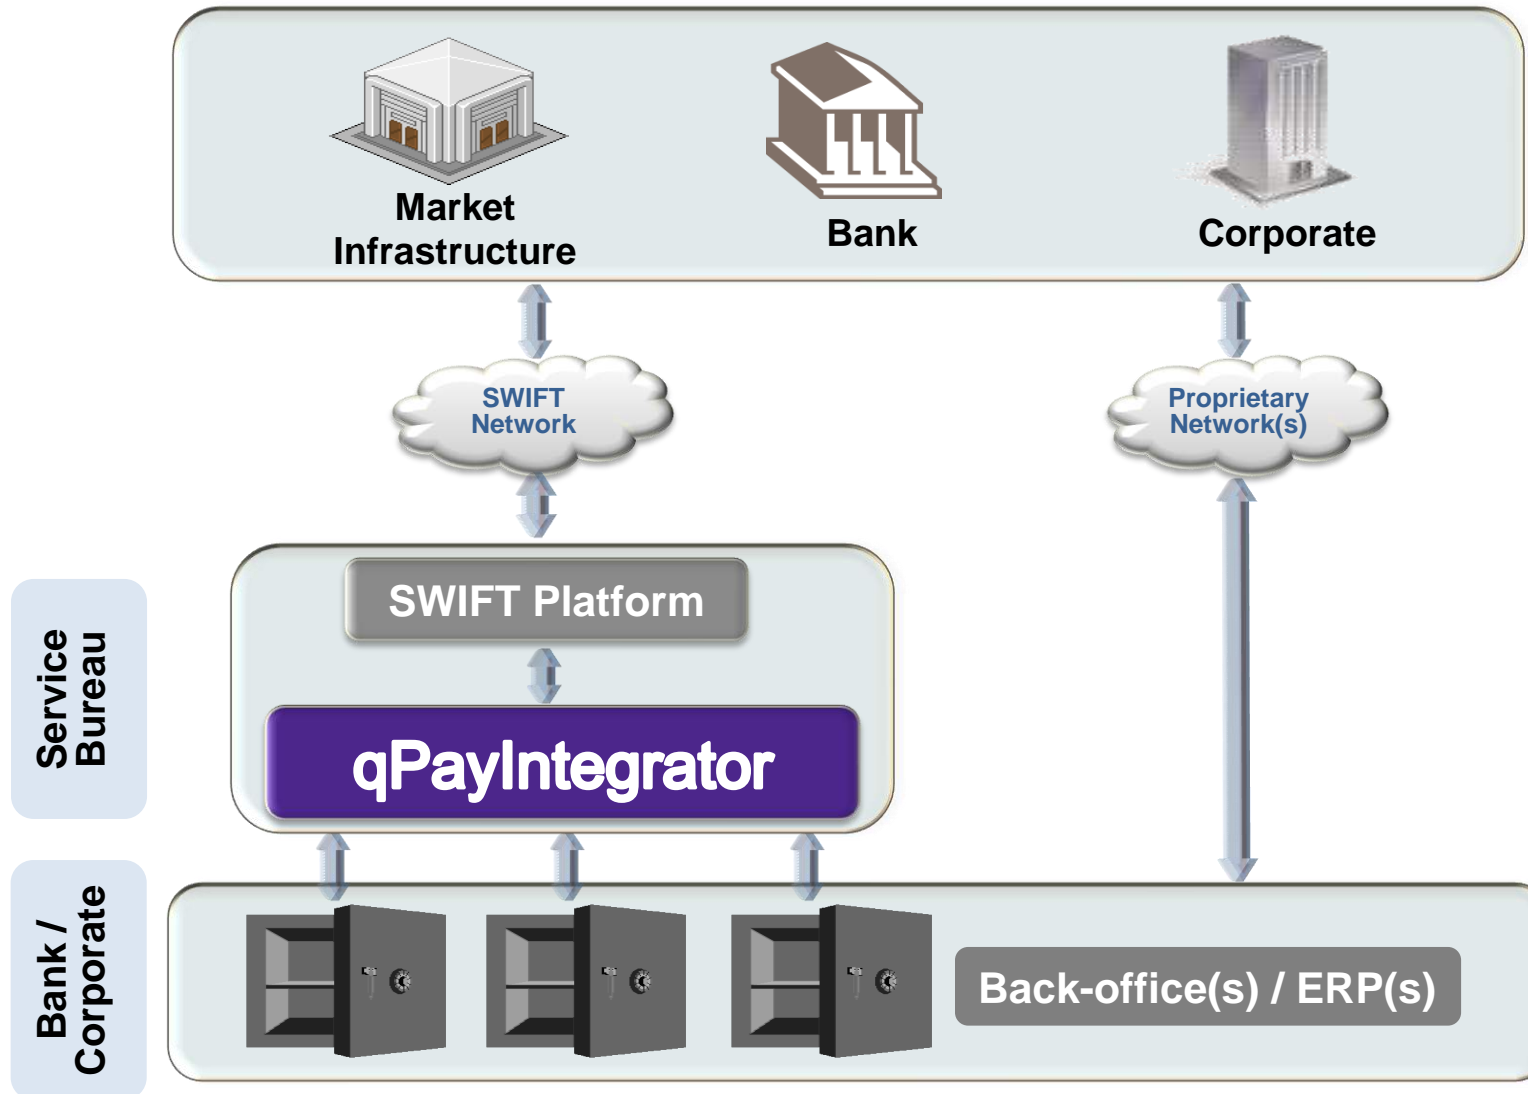 Market
Infrastructure
Bank
Corporate
SWIFT
Network
Proprietary
Network(s)
Service
Bureau
SWIFT Platform
qPayIntegrator
Bank /
Corporate
Back-office(s) / ERP(s)